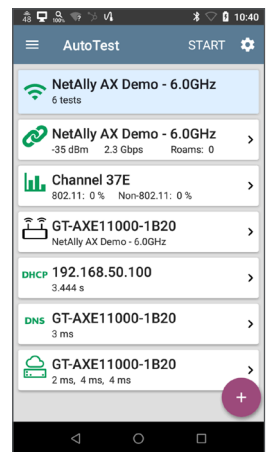 48 100% 10:40
AutoTest START
NetAlly AX Demo - 6.0GHz
6 tests
NetAlly AX Demo - 6.0GHz
-35 dBm 2.3 Gbps Roams: 0
Channel 37E
802.11: 0 % Non-802.11: 0 %
GT-AXE11000-1B20
NetAlly AX Demo - 6.0GHz
DHCP 192.168.50.100
3.444 s
DNS GT-AXE11000-1B20
3 ms
GT-AXE11000-1B20
2 ms, 4 ms, 4 ms
+